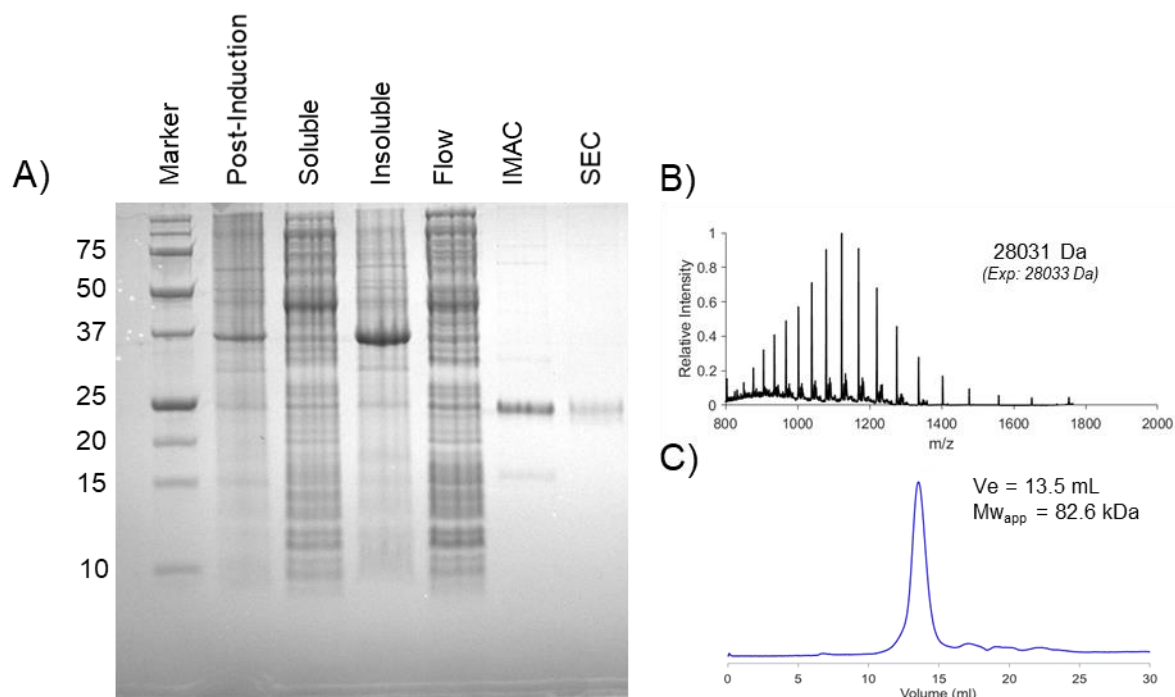 A)
Marker
Post-Induction
Soluble
Insoluble
Flow
IMAC
SEC
75
50
37
25
20
15
10
B)
28031 Da
(Exp: 28033 Da)
Relative Intensity
1
0.8
0.6
0.4
0.2
0
800
1000
1200
1400
1600
1800
2000
m/z
C)
Ve = 13.5 mL
Mwapp = 82.6 kDa
0
5
10
15
20
25
30
Volume (ml)